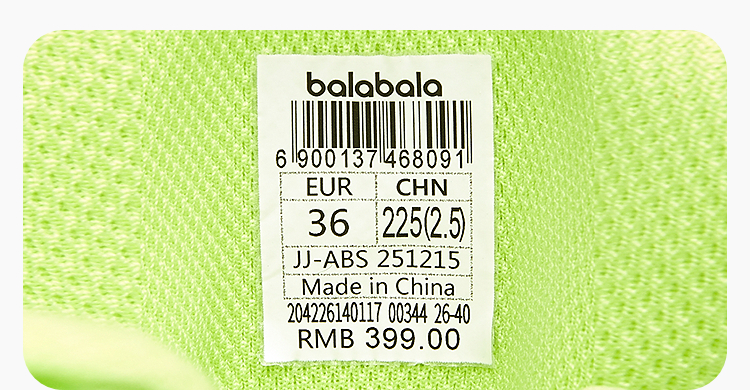 balabala
6 900137 468091
EUR CHN
36 225(2.5)
JJ-ABS 251215
Made in China
204226140117 00344 26-40
RMB 399.00